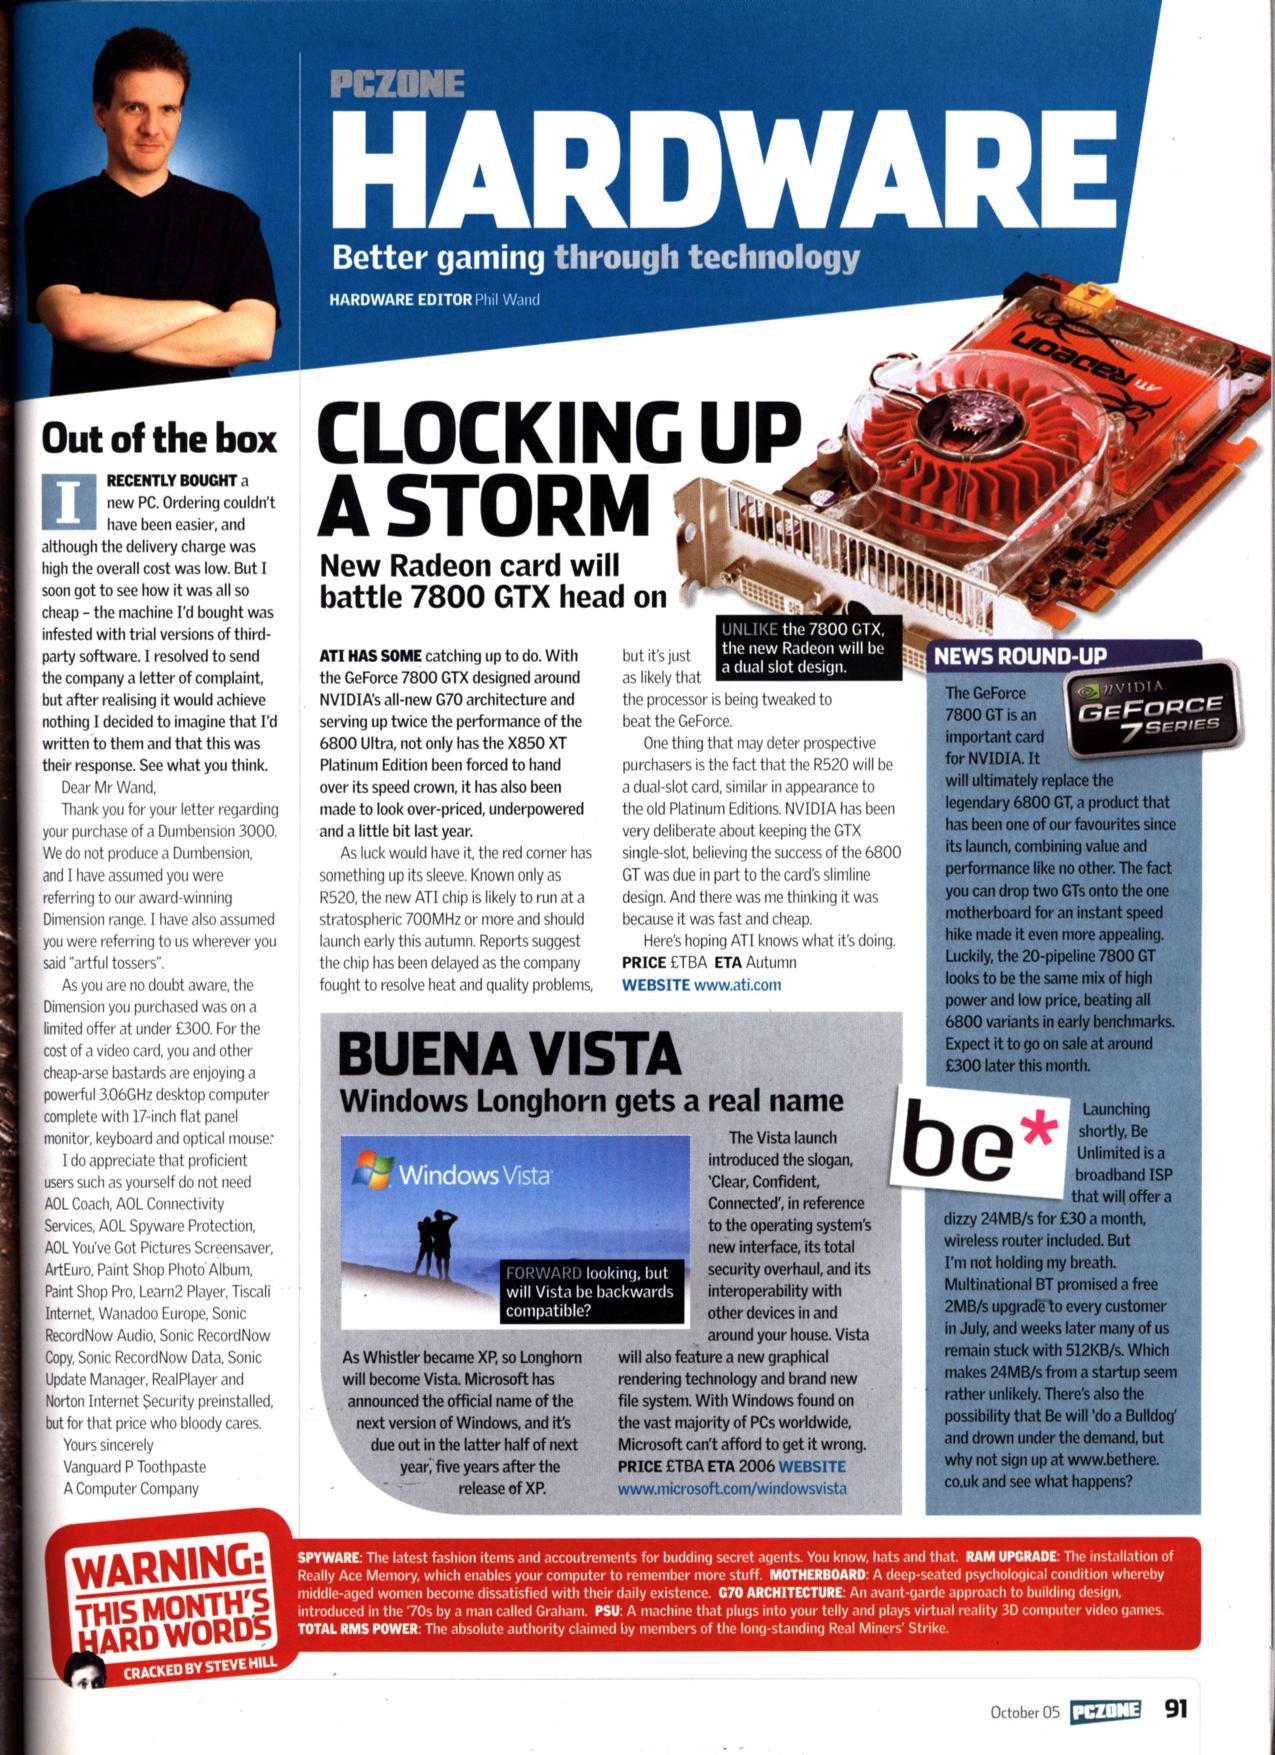 PCZONE
HARDWARE
Better gaming through technology
HARDWARE EDITOR Phil Wand
Out of the box
I RECENTLY BOUGHT a
new PC. Ordering couldn't
have been easier, and
although the delivery charge was
high the overall cost was low. But I
soon got to see how it was all so
cheap – the machine I'd bought was
infested with trial versions of third-
party software. I resolved to send
the company a letter of complaint,
but after realising it would achieve
nothing I decided to imagine that I'd
written to them and that this was
their response. See what you think.
Dear Mr Wand,
Thank you for your letter regarding
your purchase of a Dumbension 3000.
We do not produce a Dumbension,
and I have assumed you were
referring to our award-winning
Dimension range. I have also assumed
you were referring to us wherever you
said "artful tossers".
As you are no doubt aware, the
Dimension you purchased was on a
limited offer at under £300. For the
cost of a video card, you and other
cheap-arse bastards are enjoying a
powerful 3.06GHz desktop computer
complete with 17-inch flat panel
monitor, keyboard and optical mouse.
I do appreciate that proficient
users such as yourself do not need
AOL Coach, AOL Connectivity
Services, AOL Spyware Protection,
AOL You've Got Pictures Screensaver,
ArtEuro, Paint Shop Photo Album,
Paint Shop Pro, Learn2 Player, Tiscali
Internet, Wanadoo Europe, Sonic
RecordNow Audio, Sonic RecordNow
Copy, Sonic RecordNow Data, Sonic
Update Manager, RealPlayer and
Norton Internet Security preinstalled,
but for that price who bloody cares.
Yours sincerely
Vanguard P Toothpaste
A Computer Company
CLOCKING UP
A STORM
New Radeon card will
battle 7800 GTX head on
ATI RADEON
UNLIKE the 7800 GTX,
the new Radeon will be
a dual slot design.
ATI HAS SOME catching up to do. With
the GeForce 7800 GTX designed around
NVIDIA's all-new G70 architecture and
serving up twice the performance of the
6800 Ultra, not only has the X850 XT
Platinum Edition been forced to hand
over its speed crown, it has also been
made to look over-priced, underpowered
and a little bit last year.
As luck would have it, the red corner has
something up its sleeve. Known only as
R520, the new ATI chip is likely to run at a
stratospheric 700MHz or more and should
launch early this autumn. Reports suggest
the chip has been delayed as the company
fought to resolve heat and quality problems,
but it's just
as likely that
the processor is being tweaked to
beat the GeForce.
One thing that may deter prospective
purchasers is the fact that the R520 will be
a dual-slot card, similar in appearance to
the old Platinum Editions. NVIDIA has been
very deliberate about keeping the GTX
single-slot, believing the success of the 6800
GT was due in part to the card's slimline
design. And there was me thinking it was
because it was fast and cheap.
Here's hoping ATI knows what it's doing.
PRICE £TBA ETA Autumn
WEBSITE www.ati.com
BUENA VISTA
Windows Longhorn gets a real name
Windows Vista
FORWARD looking, but
will Vista be backwards
compatible?
As Whistler became XP, so Longhorn
will become Vista. Microsoft has
announced the official name of the
next version of Windows, and it's
due out in the latter half of next
year, five years after the
release of XP.
The Vista launch
introduced the slogan,
'Clear, Confident,
Connected', in reference
to the operating system's
new interface, its total
security overhaul, and its
interoperability with
other devices in and
around your house. Vista
will also feature a new graphical
rendering technology and brand new
file system. With Windows found on
the vast majority of PCs worldwide,
Microsoft can't afford to get it wrong.
PRICE £TBA ETA 2006 WEBSITE
www.microsoft.com/windowsvista
NEWS ROUND-UP
NVIDIA
GEFORCE
7 SERIES
The GeForce
7800 GT is an
important card
for NVIDIA. It
will ultimately replace the
legendary 6800 GT, a product that
has been one of our favourites since
its launch, combining value and
performance like no other. The fact
you can drop two GTs onto the one
motherboard for an instant speed
hike made it even more appealing.
Luckily, the 20-pipeline 7800 GT
looks to be the same mix of high
power and low price, beating all
6800 variants in early benchmarks.
Expect it to go on sale at around
£300 later this month.
be*
Launching
shortly, Be
Unlimited is a
broadband ISP
that will offer a
dizzy 24MB/s for £30 a month,
wireless router included. But
I'm not holding my breath.
Multinational BT promised a free
2MB/s upgrade to every customer
in July, and weeks later many of us
remain stuck with 512KB/s. Which
makes 24MB/s from a startup seem
rather unlikely. There's also the
possibility that Be will 'do a Bulldog'
and drown under the demand, but
why not sign up at www.bethere.
co.uk and see what happens?
WARNING:
THIS MONTH'S
HARD WORDS
CRACKED BY STEVE HILL
SPYWARE: The latest fashion items and accoutrements for budding secret agents. You know, hats and that. RAM UPGRADE: The installation of
Really Ace Memory, which enables your computer to remember more stuff. MOTHERBOARD: A deep-seated psychological condition whereby
middle-aged women become dissatisfied with their daily existence. G70 ARCHITECTURE: An avant-garde approach to building design,
introduced in the '70s by a man called Graham. PSU: A machine that plugs into your telly and plays virtual reality 3D computer video games.
TOTAL RMS POWER: The absolute authority claimed by members of the long-standing Real Miners' Strike.
October 05 PCZONE 91